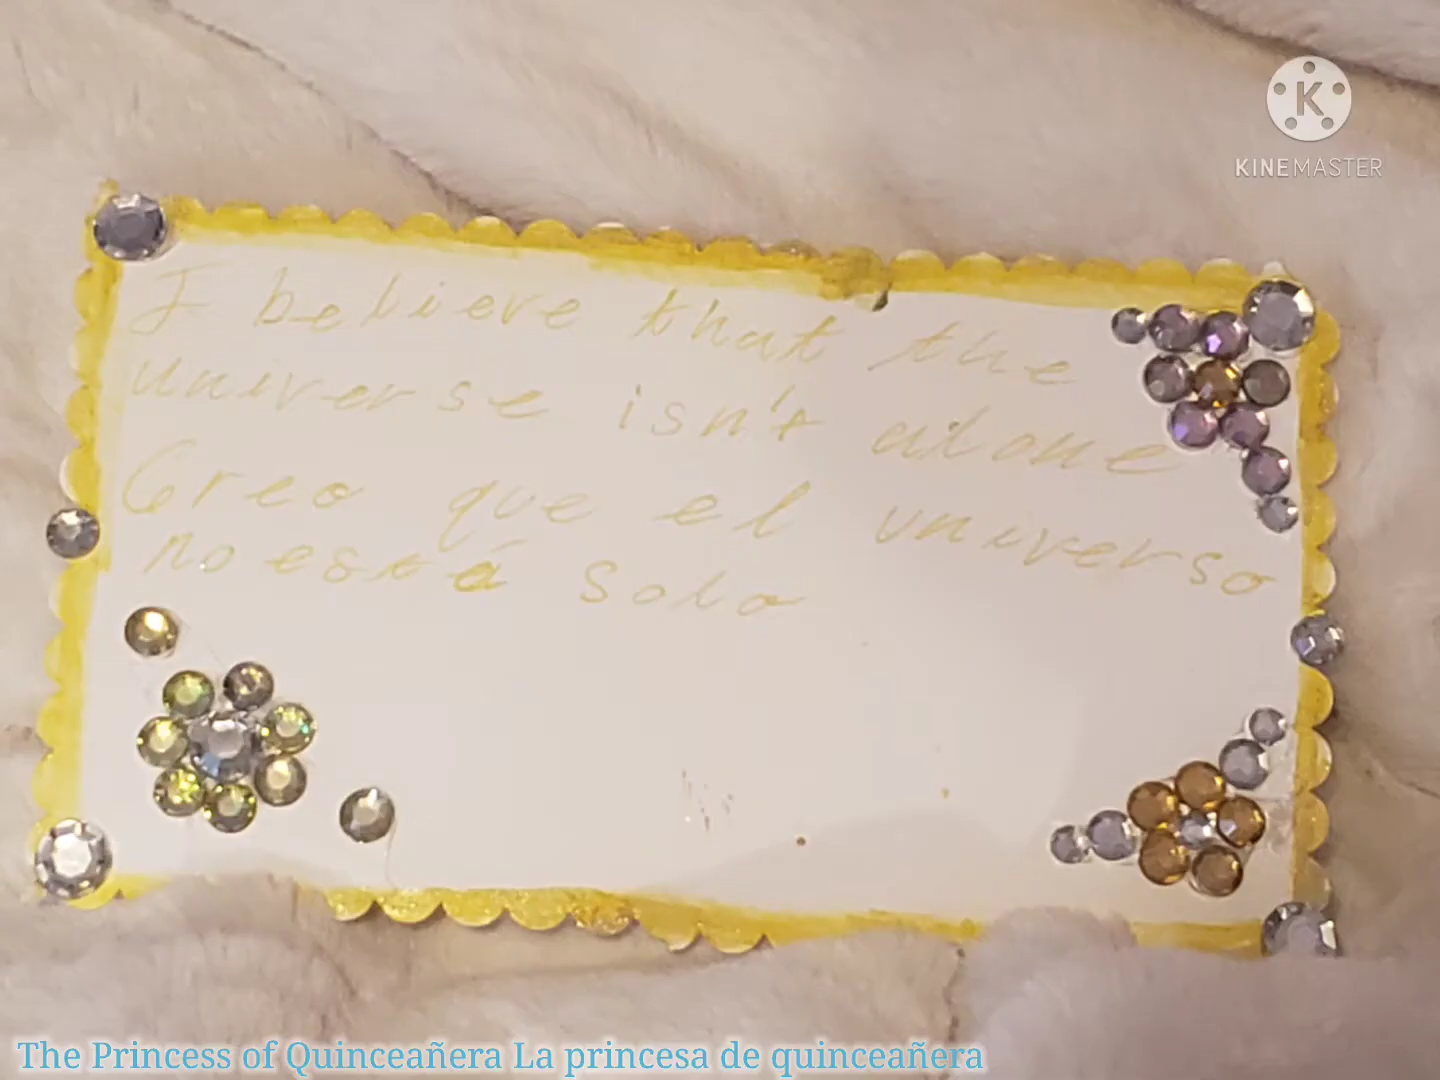 K
KINEMASTER
I believe that the
universe isn't alone
Creo que el universo
no está solo
The Princess of Quinceañera La princesa de quinceañera